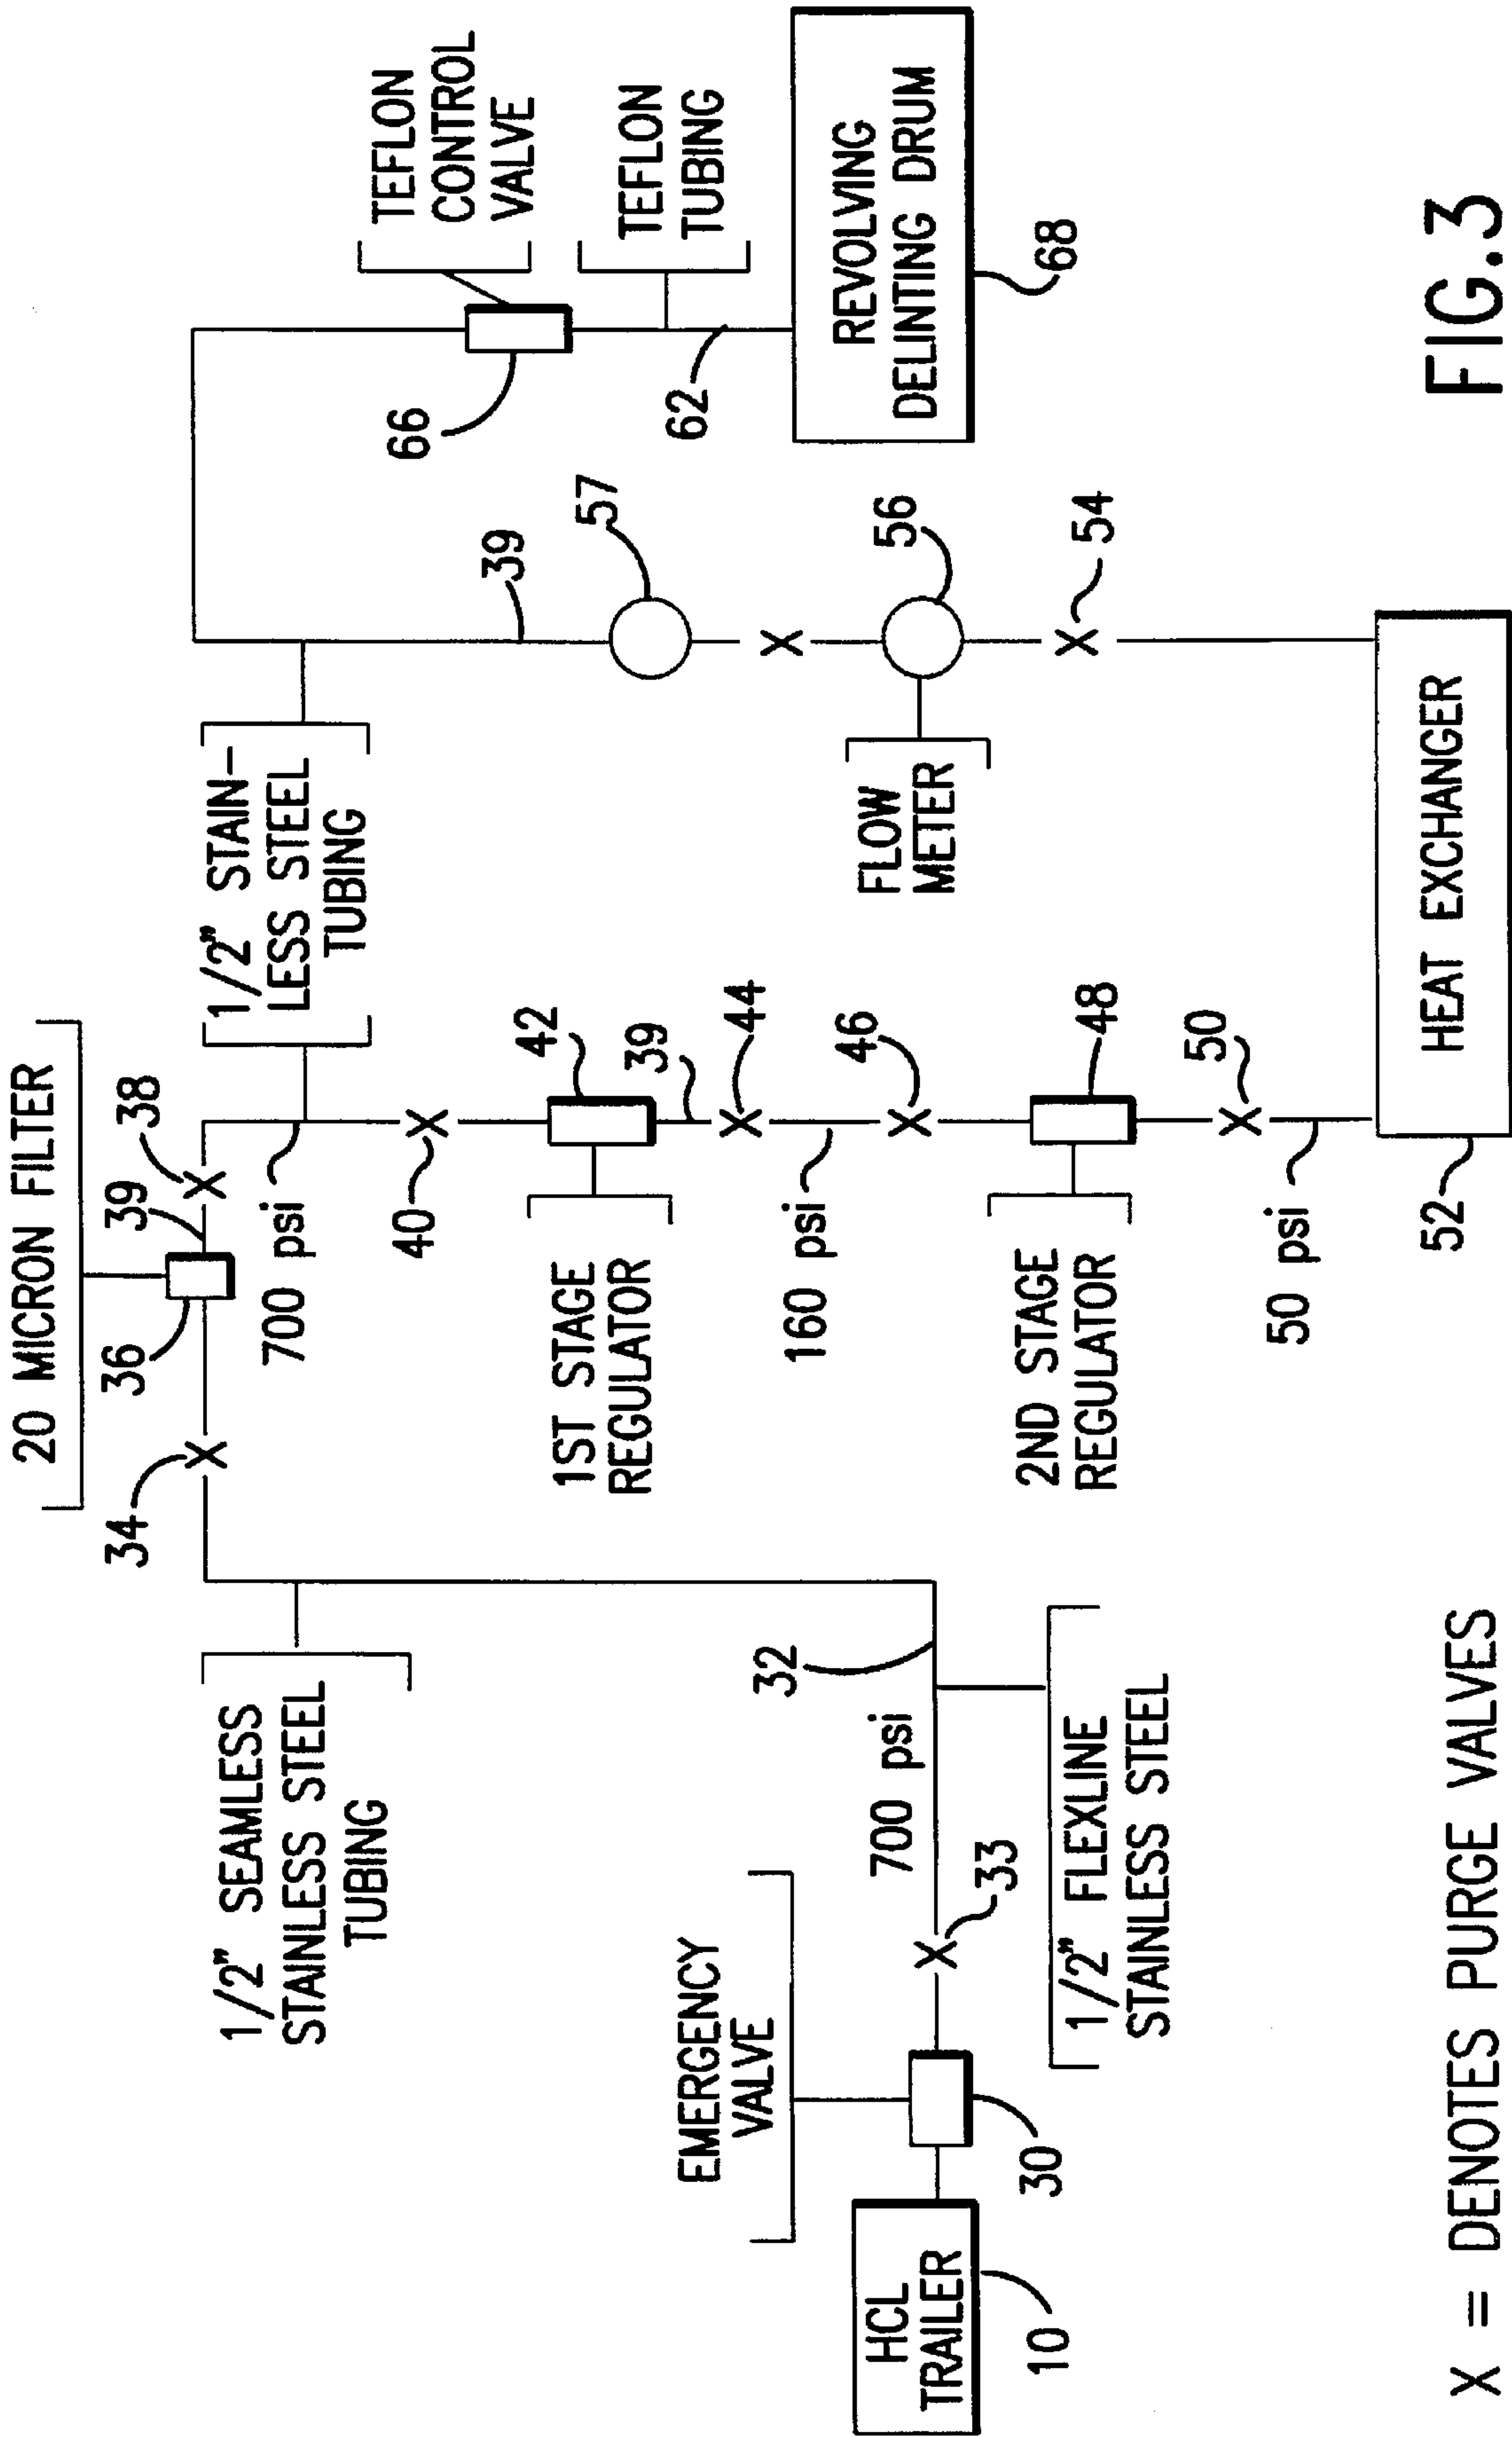 20 MICRON FILTER
34
36
39
38
1/2" SEAMLESS
STAINLESS STEEL
TUBING
700 psi
1/2" STAIN-
LESS STEEL
TUBING
40
42
1ST STAGE
REGULATOR
39
44
160 psi
46
2ND STAGE
REGULATOR
48
50
50 psi
52
HEAT EXCHANGER
EMERGENCY
VALVE
HCL
TRAILER
10
30
33
700 psi
32
1/2" FLEXLINE
STAINLESS STEEL
39
57
FLOW
METER
56
54
66
TEFLON
CONTROL
VALVE
TEFLON
TUBING
62
REVOLVING
DELINTING DRUM
68
X = DENOTES PURGE VALVES
FIG.3